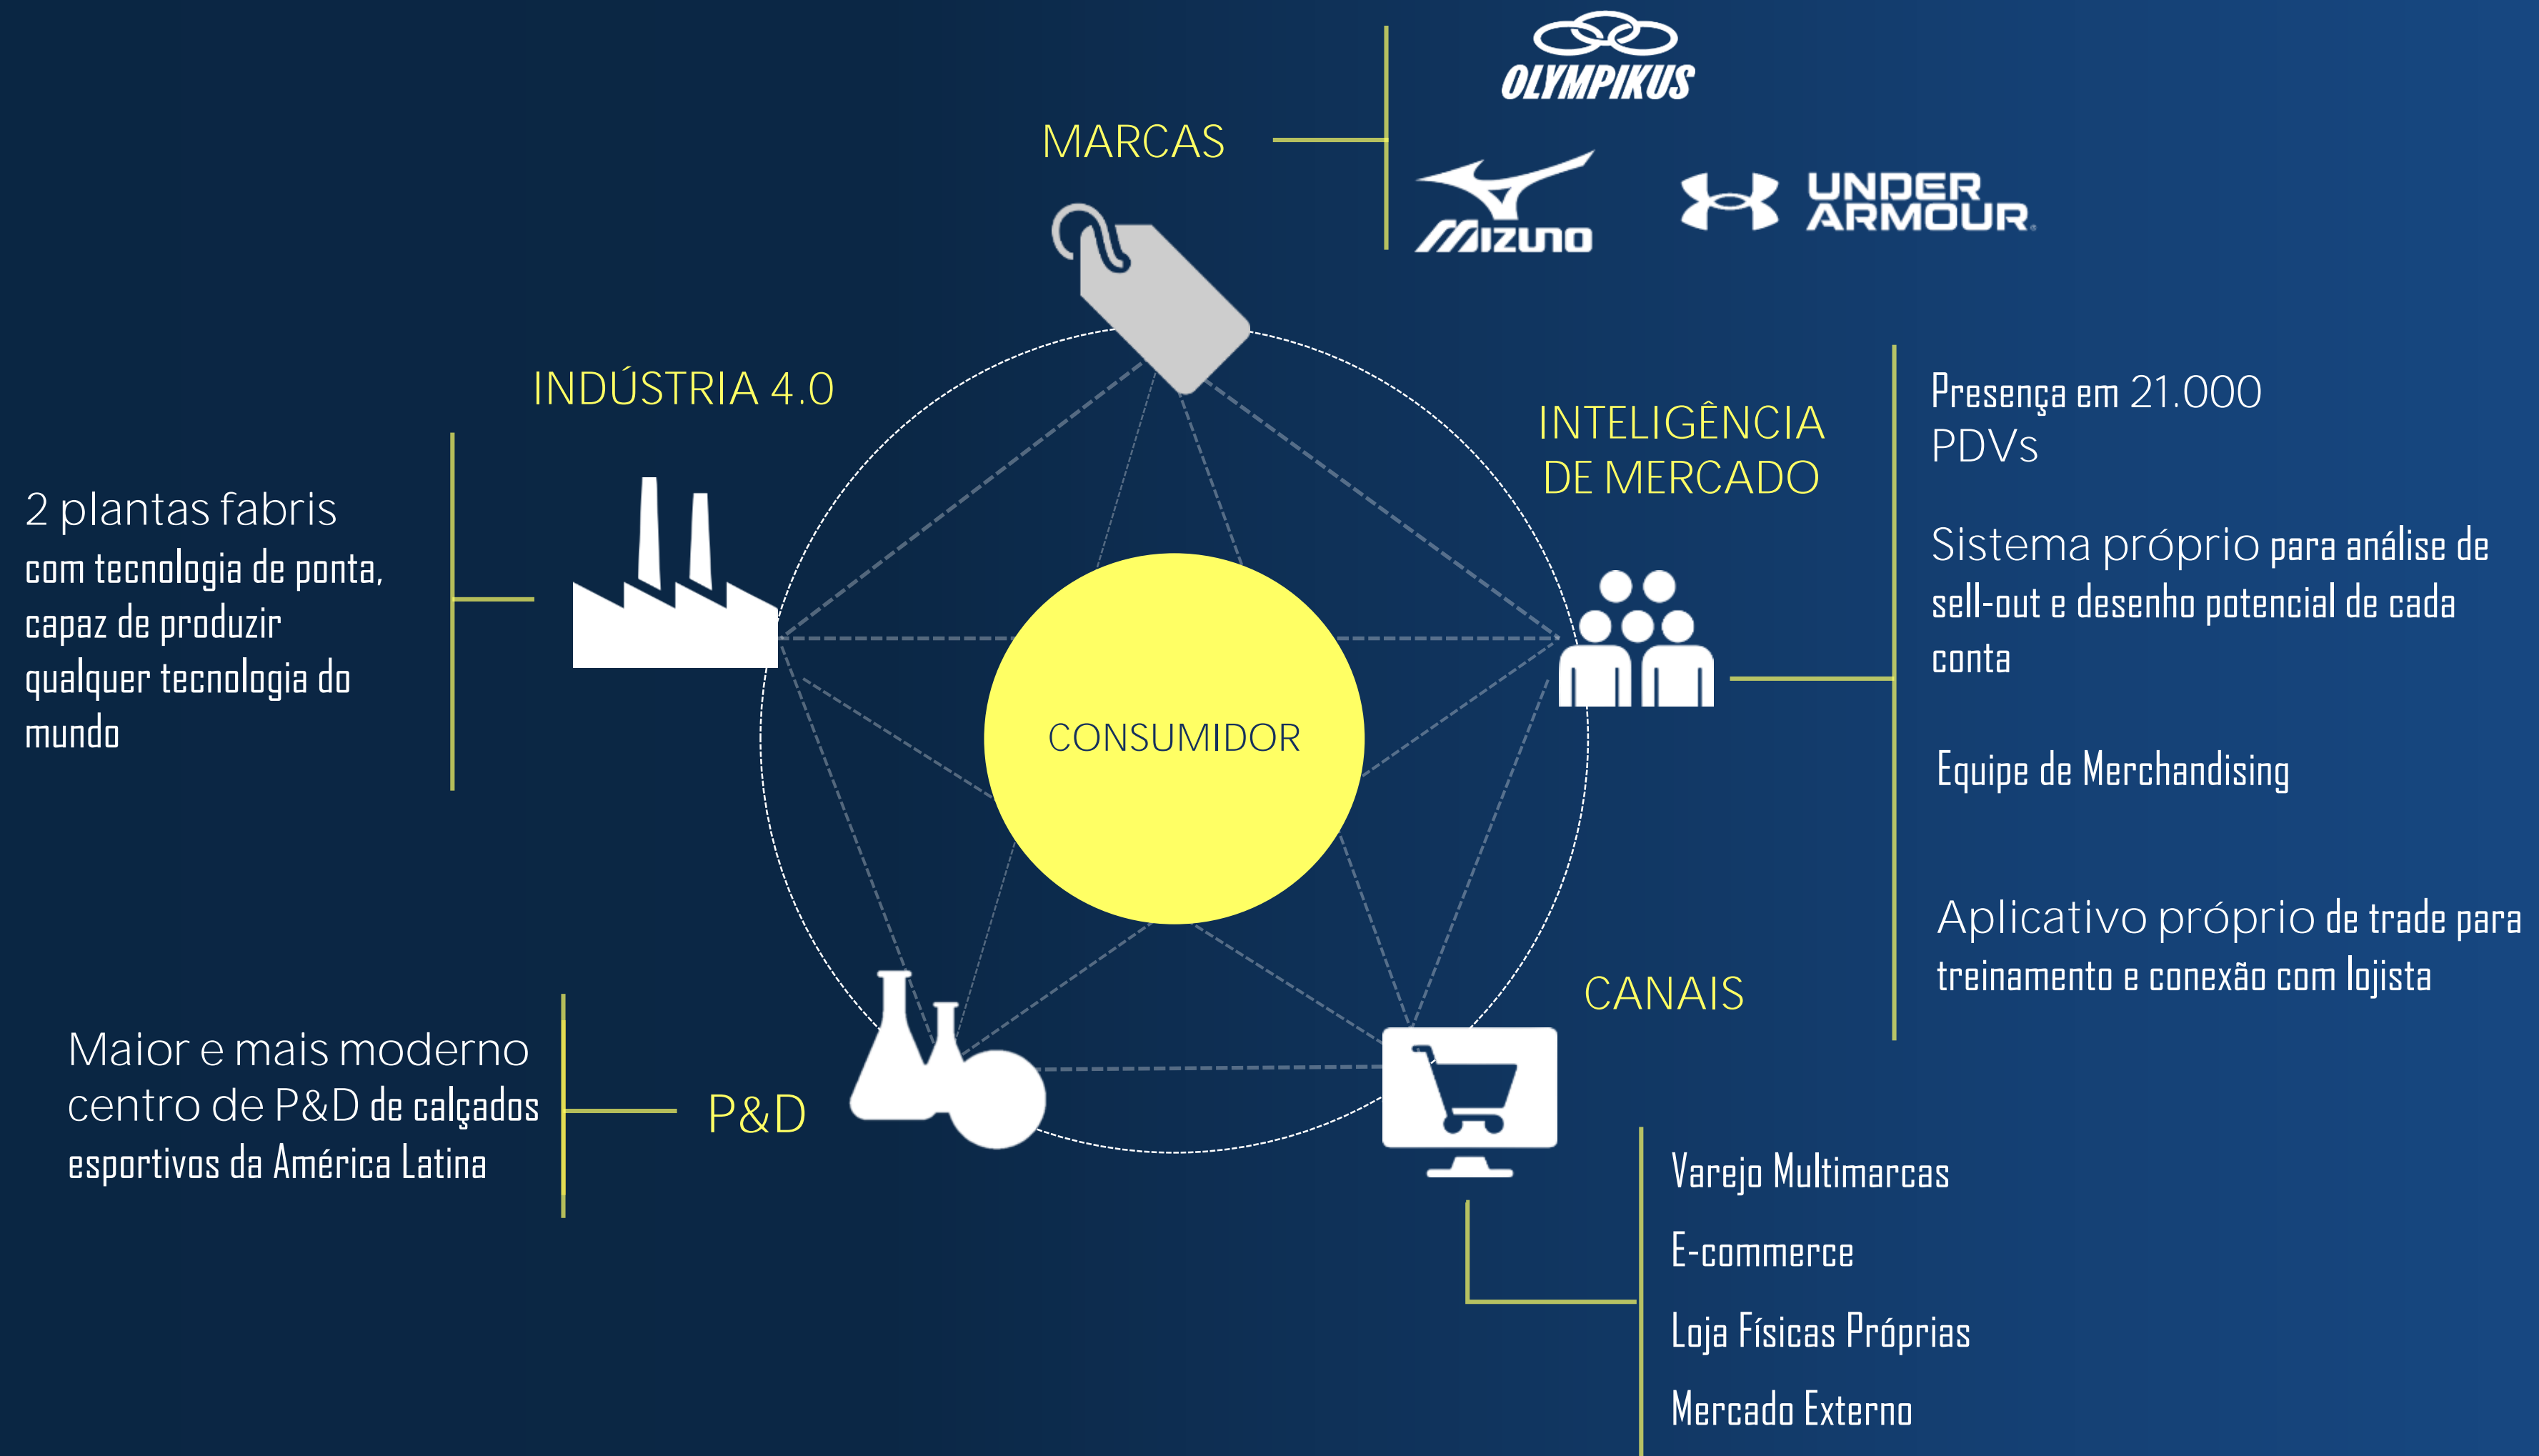 OLYMPIKUS
MARCAS
MIZUNO
UNDER
ARMOUR
INDÚSTRIA 4.0
2 plantas fabris
com tecnologia de ponta,
capaz de produzir
qualquer tecnologia do
mundo
INTELIGÊNCIA
DE MERCADO
Presença em 21.000
PDVs
Sistema próprio para análise de
sell-out e desenho potencial de cada
conta
Equipe de Merchandising
Aplicativo próprio de trade para
treinamento e conexão com lojista
CONSUMIDOR
Maior e mais moderno
centro de P&D de calçados
esportivos da América Latina
P&D
CANAIS
Varejo Multimarcas
E-commerce
Loja Físicas Próprias
Mercado Externo